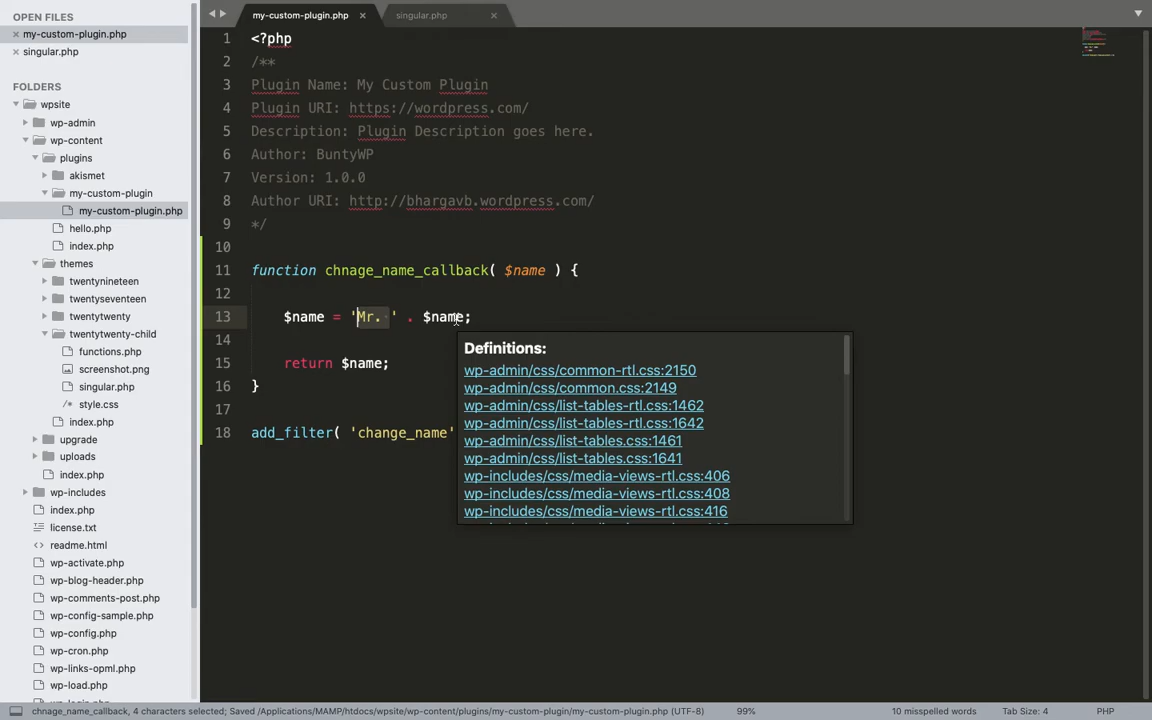 OPEN FILES
my-custom-plugin.php
singular.php
FOLDERS
wpsite
wp-admin
wp-content
plugins
akismet
my-custom-plugin
my-custom-plugin.php
hello.php
index.php
themes
twentynineteen
twentyseventeen
twentytwenty
twentytwenty-child
functions.php
screenshot.png
singular.php
style.css
index.php
upgrade
uploads
index.php
wp-includes
index.php
license.txt
readme.html
wp-activate.php
wp-blog-header.php
wp-comments-post.php
wp-config-sample.php
wp-config.php
wp-cron.php
wp-links-opml.php
wp-load.php
my-custom-plugin.php
singular.php
1 <?php
2 /**
3 Plugin Name: My Custom Plugin
4 Plugin URI: https://wordpress.com/
5 Description: Plugin Description goes here.
6 Author: BuntyWP
7 Version: 1.0.0
8 Author URI: http://bhargavb.wordpress.com/
9 */
10
11 function chnage_name_callback( $name ) {
12
13 $name = 'Mr. ' . $name;
14
15 return $name;
16 }
17
18 add_filter( 'change_name'
Definitions:
wp-admin/css/common-rtl.css:2150
wp-admin/css/common.css:2149
wp-admin/css/list-tables-rtl.css:1462
wp-admin/css/list-tables-rtl.css:1642
wp-admin/css/list-tables.css:1461
wp-admin/css/list-tables.css:1641
wp-includes/css/media-views-rtl.css:406
wp-includes/css/media-views-rtl.css:408
wp-includes/css/media-views-rtl.css:416
chnage_name_callback, 4 characters selected; Saved /Applications/MAMP/htdocs/wpsite/wp-content/plugins/my-custom-plugin/my-custom-plugin.php (UTF-8) 99% 10 misspelled words Tab Size: 4 PHP